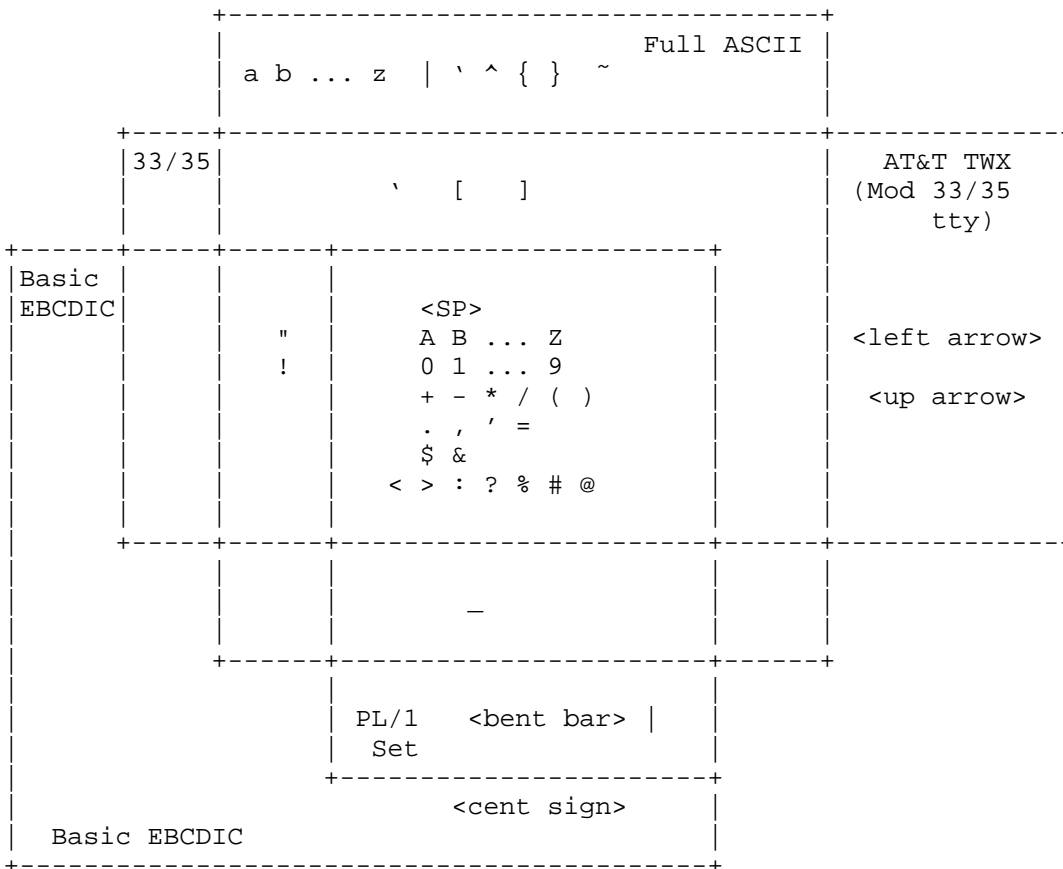 Full ASCII
a b ... z | ‘ ^ { } ~
33/35 AT&T TWX
‘ [ ] (Mod 33/35
tty)
Basic
EBCDIC <SP>
" A B ... Z <left arrow>
! 0 1 ... 9
+ - * / ( ) <up arrow>
. , ’ =
$ &
< > : ? % # @
_
PL/1 <bent bar> |
Set
<cent sign>
Basic EBCDIC